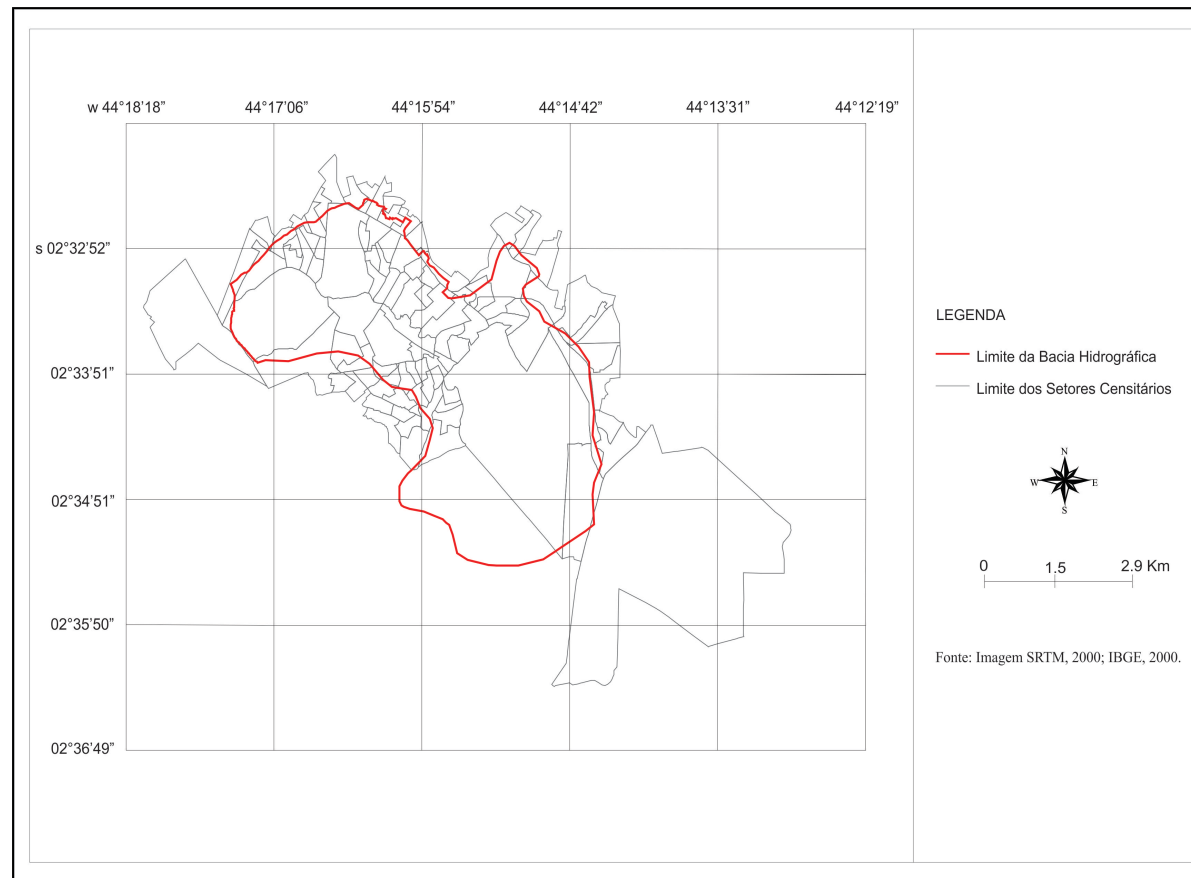 w 44°18’18” 44°17’06” 44°15’54” 44°14’42” 44°13’31” 44°12’19”
s 02°32’52”
02°33’51”
02°34’51”
02°35’50”
02°36’49”
LEGENDA
Limite da Bacia Hidrográfica
Limite dos Setores Censitários
N
W E
S
0 1.5 2.9 Km
Fonte: Imagem SRTM, 2000; IBGE, 2000.